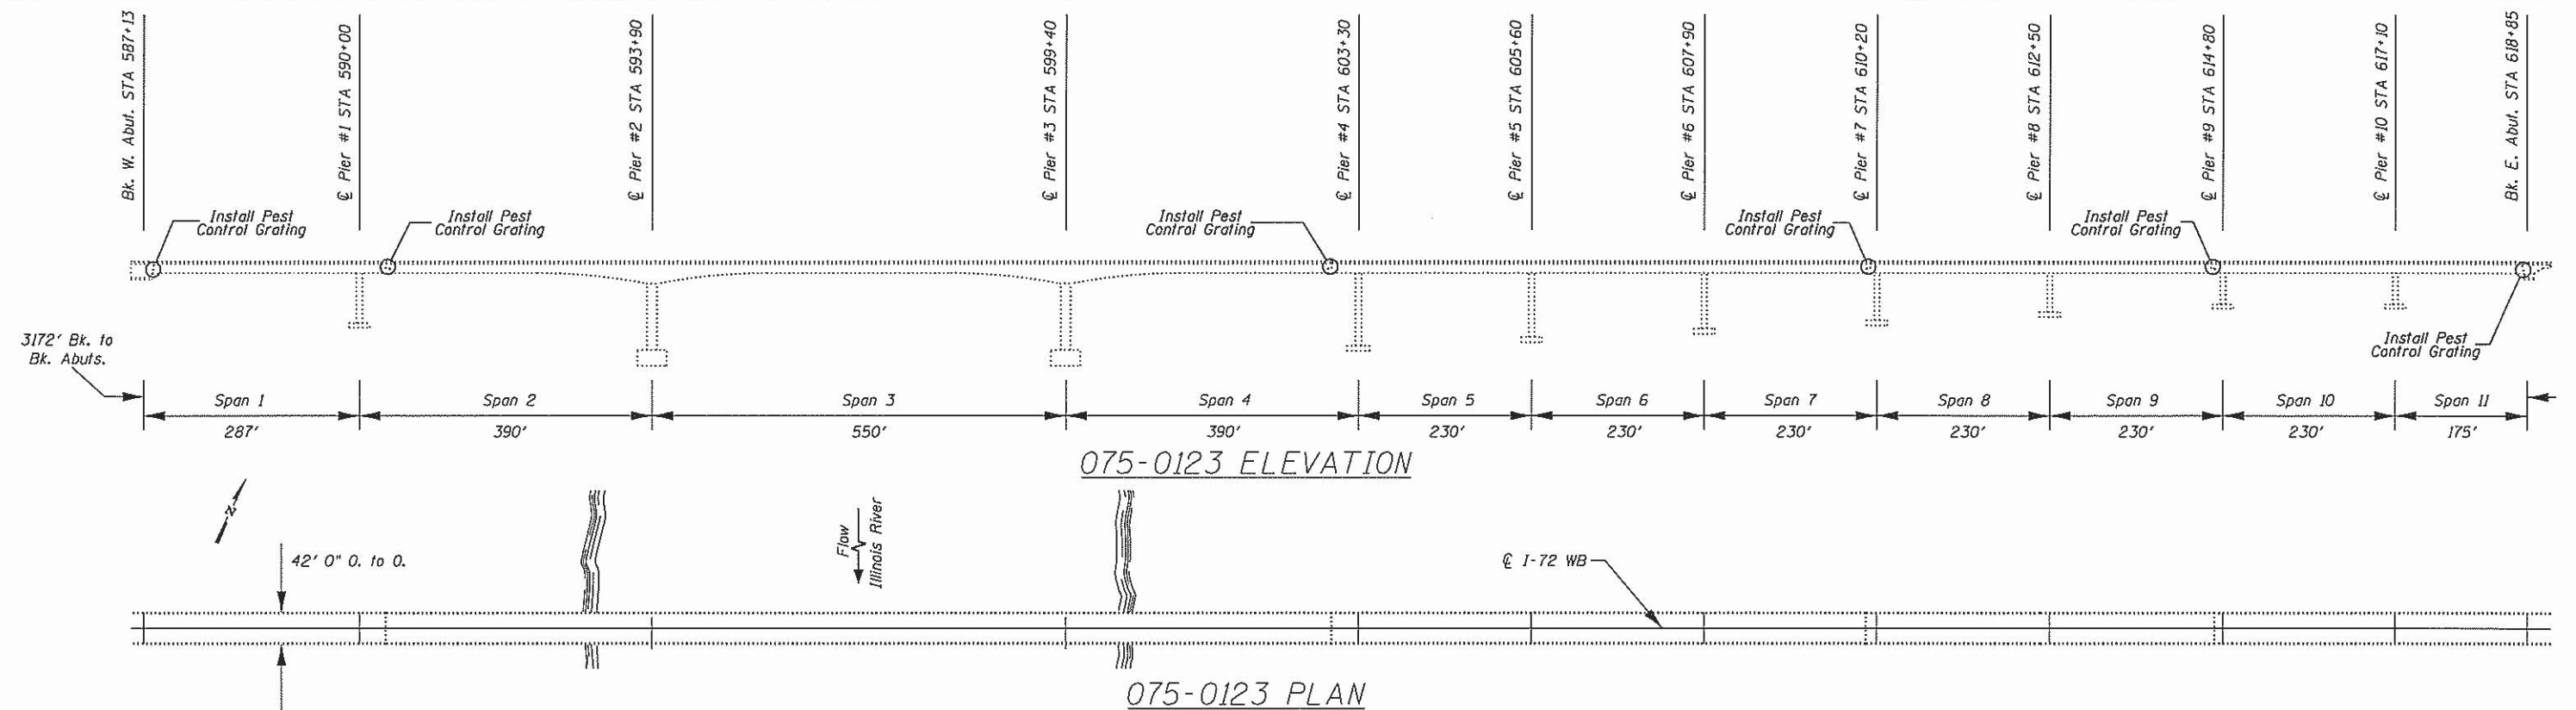 Bk. W. Abut. STA 587+13
℄ Pier #1 STA 590+00
℄ Pier #2 STA 593+90
℄ Pier #3 STA 599+40
℄ Pier #4 STA 603+30
℄ Pier #5 STA 605+60
℄ Pier #6 STA 607+90
℄ Pier #7 STA 610+20
℄ Pier #8 STA 612+50
℄ Pier #9 STA 614+80
℄ Pier #10 STA 617+10
Bk. E. Abut. STA 618+85
Install Pest
Control Grating
Install Pest
Control Grating
Install Pest
Control Grating
Install Pest
Control Grating
Install Pest
Control Grating
Install Pest
Control Grating
3172' Bk. to
Bk. Abuts.
Span 1
Span 2
Span 3
Span 4
Span 5
Span 6
Span 7
Span 8
Span 9
Span 10
Span 11
287'
390'
550'
390'
230'
230'
230'
230'
230'
230'
175'
075-0123 ELEVATION
N
42' 0" O. to O.
Flow
Illinois River
℄ I-72 WB
075-0123 PLAN